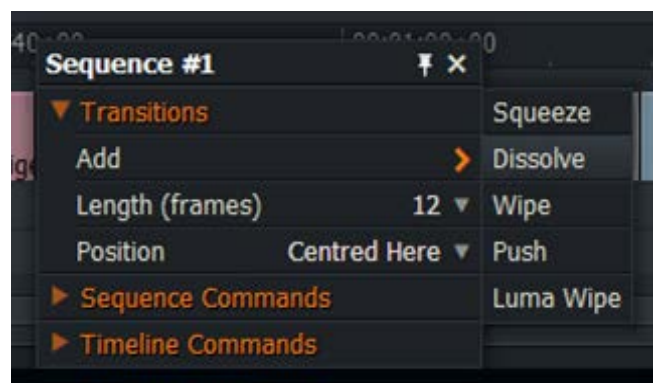 Sequence #1
Transitions
Add
Length (frames) 12
Position Centred Here
Sequence Commands
Timeline Commands
Squeeze
Dissolve
Wipe
Push
Luma Wipe